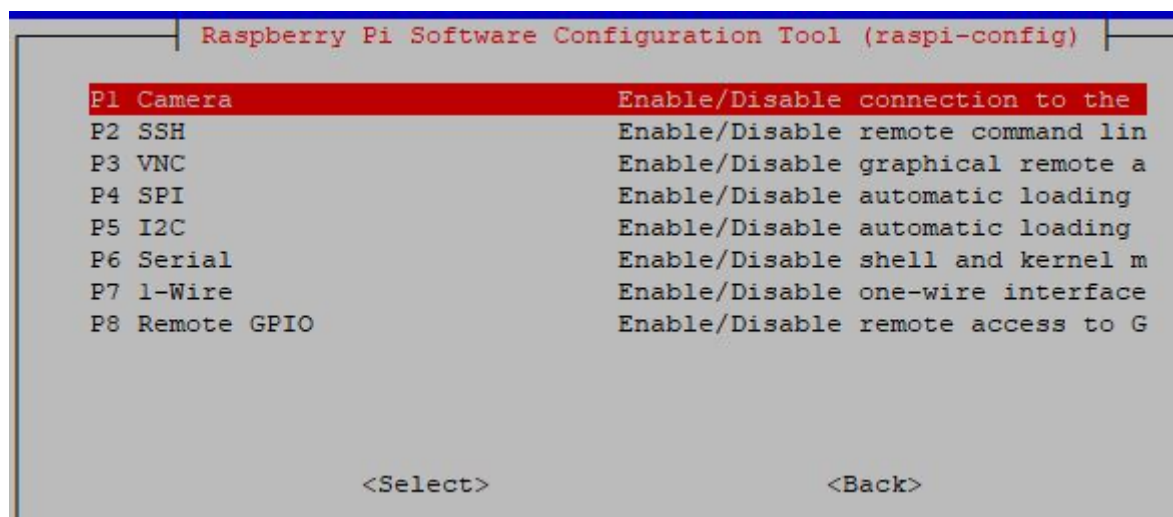 Raspberry Pi Software Configuration Tool (raspi-config)
P1 Camera Enable/Disable connection to the
P2 SSH Enable/Disable remote command lin
P3 VNC Enable/Disable graphical remote a
P4 SPI Enable/Disable automatic loading
P5 I2C Enable/Disable automatic loading
P6 Serial Enable/Disable shell and kernel m
P7 1-Wire Enable/Disable one-wire interface
P8 Remote GPIO Enable/Disable remote access to G
<Select> <Back>